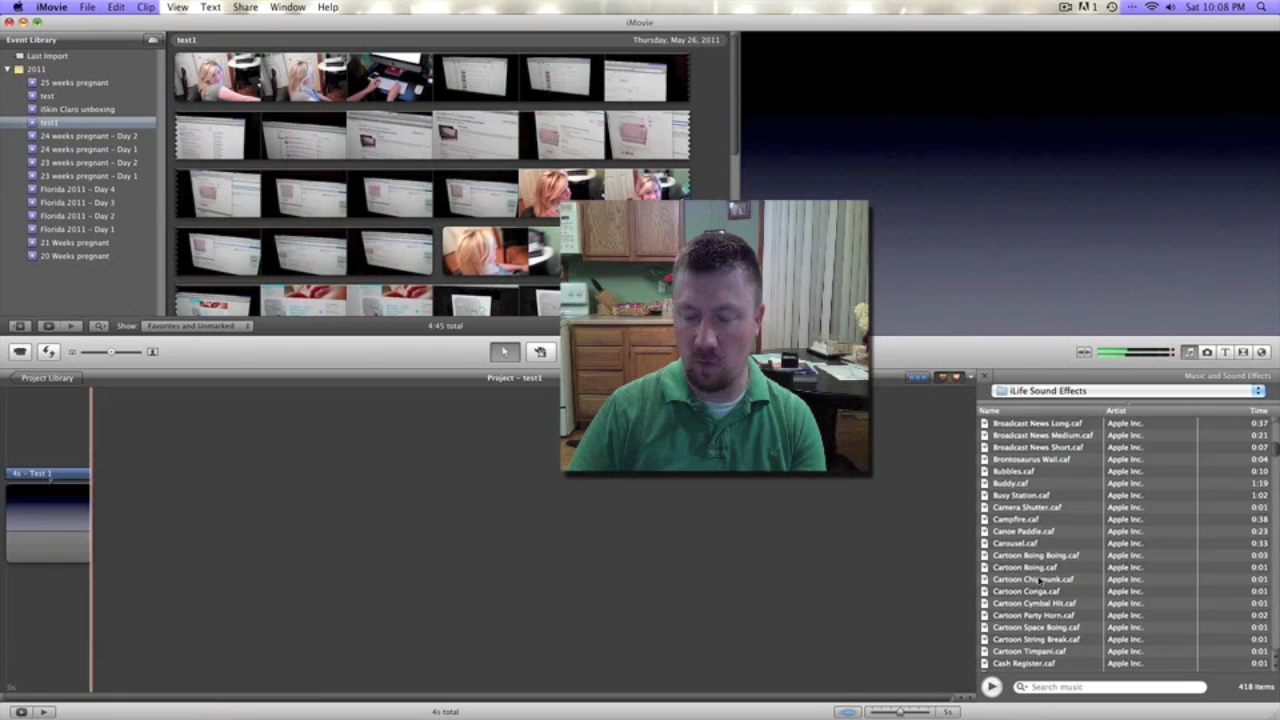 iMovie File Edit Clip View Text Share Window Help
1 Sat 10:08 PM
iMovie
Event Library
Last Import
2011
25 weeks pregnant
test
iSkin Claro unboxing
test1
24 weeks pregnant - Day 2
24 weeks pregnant - Day 1
23 weeks pregnant - Day 2
23 weeks pregnant - Day 1
Florida 2011 - Day 4
Florida 2011 - Day 3
Florida 2011 - Day 2
Florida 2011 - Day 1
21 Weeks pregnant
20 Weeks pregnant
test1 Thursday, May 26, 2011
Show: Favorites and Unmarked 4:45 total
Project Library Project - test1
4s - Test 1
0s
4s total 5s
Music and Sound Effects
iLife Sound Effects
Name Artist Time
Broadcast News Long.caf Apple Inc. 0:37
Broadcast News Medium.caf Apple Inc. 0:21
Broadcast News Short.caf Apple Inc. 0:07
Brontosaurus Wail.caf Apple Inc. 0:04
Bubbles.caf Apple Inc. 0:10
Buddy.caf Apple Inc. 1:19
Busy Station.caf Apple Inc. 1:02
Camera Shutter.caf Apple Inc. 0:01
Campfire.caf Apple Inc. 0:38
Canoe Paddle.caf Apple Inc. 0:23
Carousel.caf Apple Inc. 0:33
Cartoon Boing Boing.caf Apple Inc. 0:03
Cartoon Boing.caf Apple Inc. 0:01
Cartoon Chipmunk.caf Apple Inc. 0:01
Cartoon Conga.caf Apple Inc. 0:01
Cartoon Cymbal Hit.caf Apple Inc. 0:01
Cartoon Party Horn.caf Apple Inc. 0:02
Cartoon Space Boing.caf Apple Inc. 0:01
Cartoon String Break.caf Apple Inc. 0:01
Cartoon Timpani.caf Apple Inc. 0:01
Cash Register.caf Apple Inc. 0:01
Search music 418 items